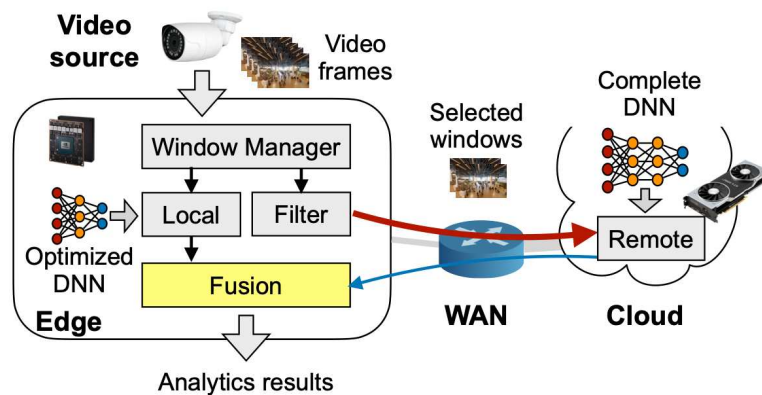 Video
source
Video
frames
Window Manager
Local
Filter
Optimized
DNN
Fusion
Edge
Analytics results
Selected
windows
WAN
Complete
DNN
Remote
Cloud